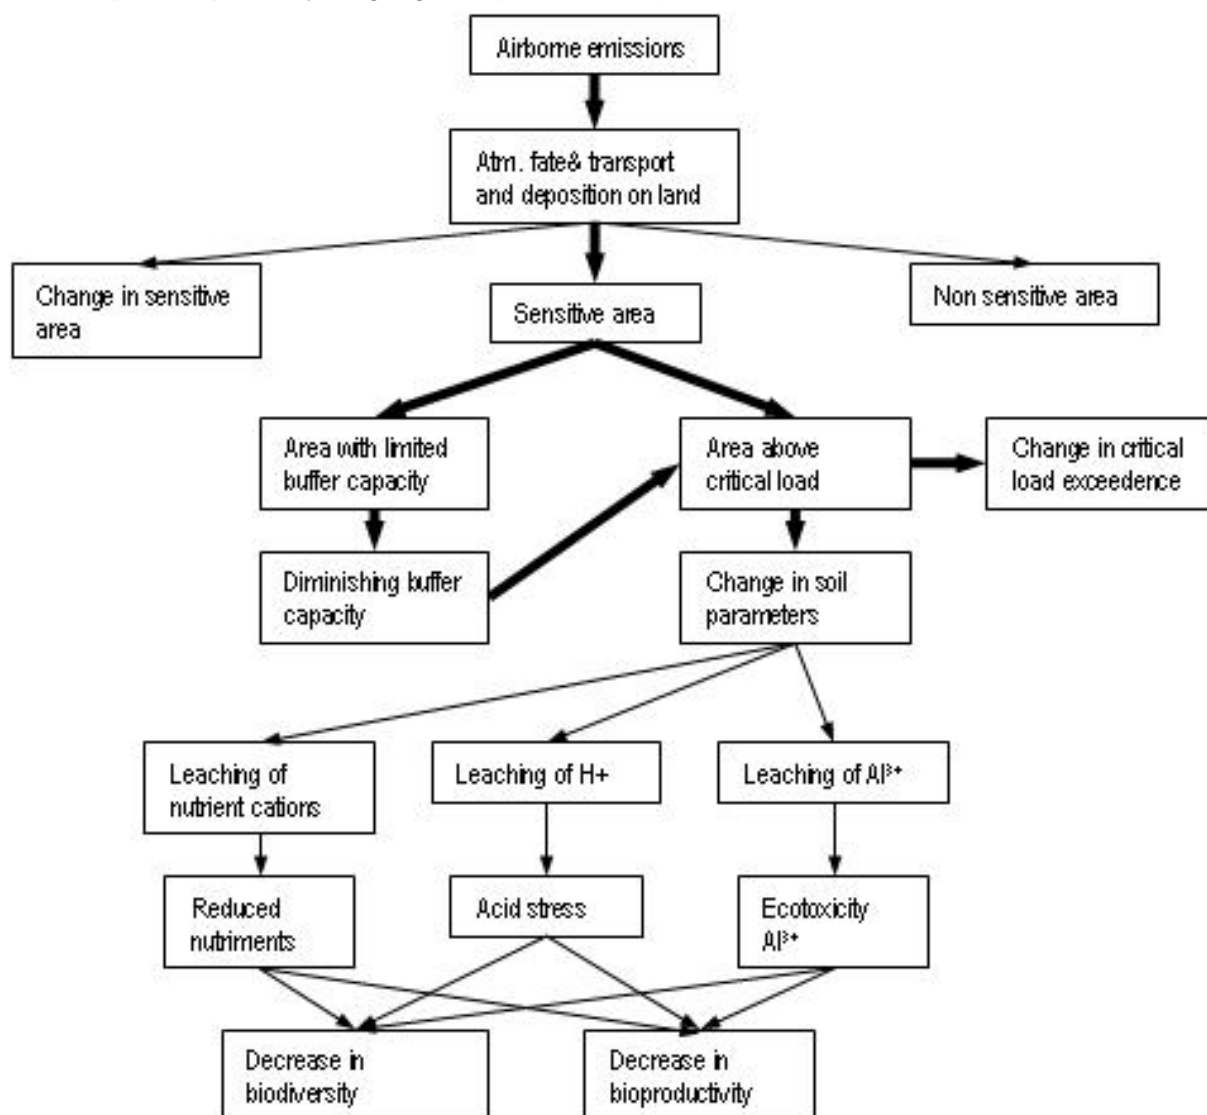 Airborne emissions
Atm. fate& transport
and deposition on land
Change in sensitive
area
Sensitive area
Non sensitive area
Area with limited
buffer capacity
Area above
critical load
Change in critical
load exceedence
Diminishing buffer
capacity
Change in soil
parameters
Leaching of
nutrient cations
Leaching of H+
Leaching of Al³⁺
Reduced
nutriments
Acid stress
Ecotoxicity
Al³⁺
Decrease in
biodiversity
Decrease in
bioproductivity